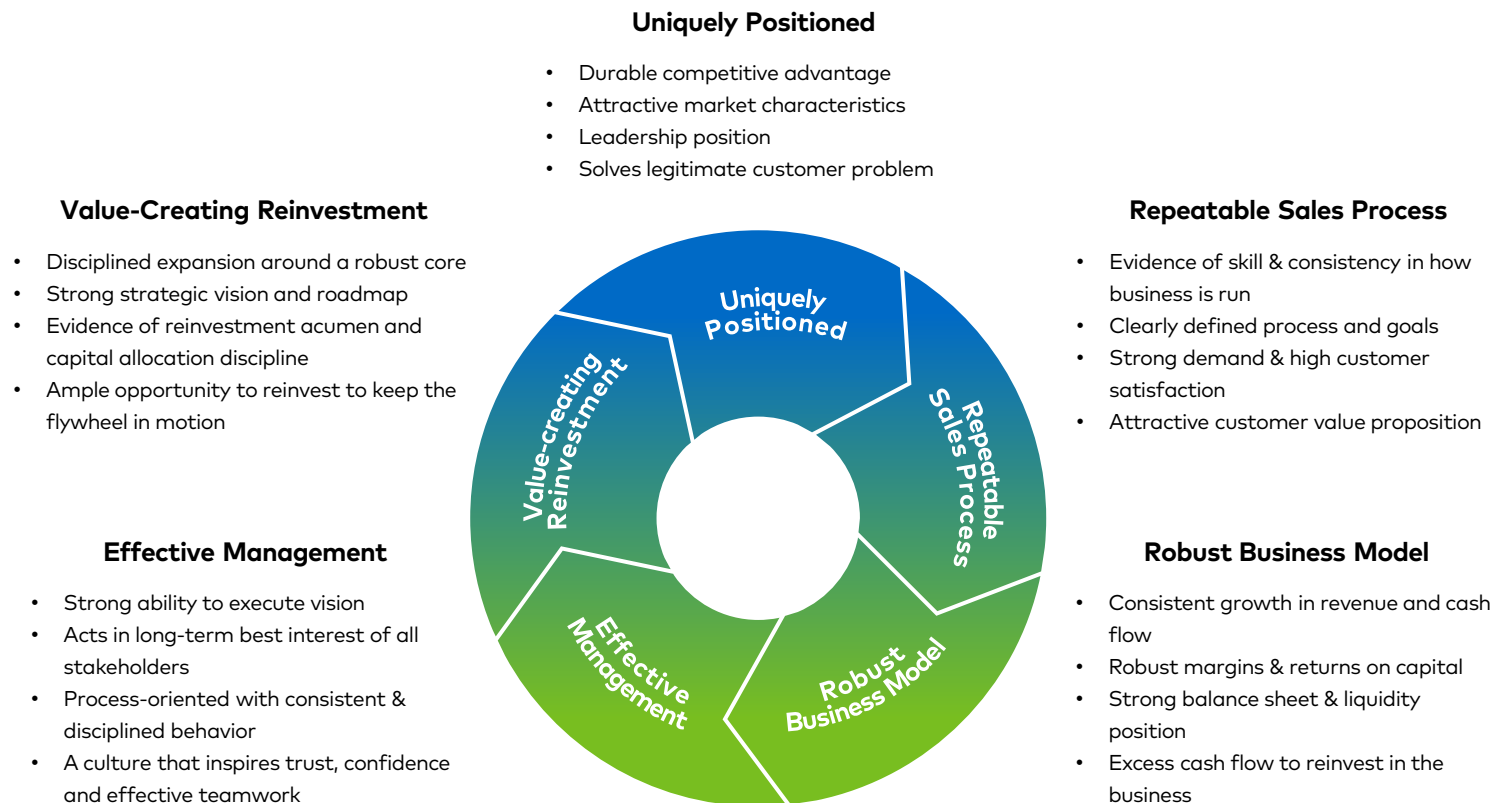 Uniquely Positioned
• Durable competitive advantage
• Attractive market characteristics
• Leadership position
• Solves legitimate customer problem
Value-Creating Reinvestment
• Disciplined expansion around a robust core
• Strong strategic vision and roadmap
• Evidence of reinvestment acumen and
capital allocation discipline
• Ample opportunity to reinvest to keep the
flywheel in motion
Repeatable Sales Process
• Evidence of skill & consistency in how
business is run
• Clearly defined process and goals
• Strong demand & high customer
satisfaction
• Attractive customer value proposition
Uniquely
Positioned
Repeatable
Sales Process
Robust
Business Model
Effective
Management
Value-creating
Reinvestment
Effective Management
• Strong ability to execute vision
• Acts in long-term best interest of all
stakeholders
• Process-oriented with consistent &
disciplined behavior
• A culture that inspires trust, confidence
and effective teamwork
Robust Business Model
• Consistent growth in revenue and cash
flow
• Robust margins & returns on capital
• Strong balance sheet & liquidity
position
• Excess cash flow to reinvest in the
business